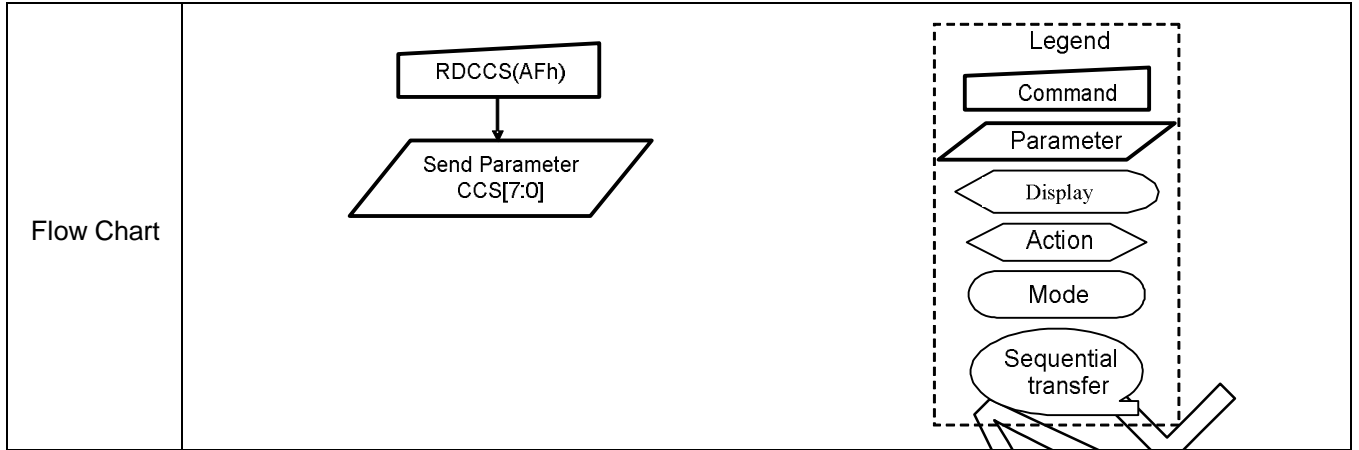 Flow Chart
RDCCS(AFh)
Send Parameter
CCS[7:0]
Legend
Command
Parameter
Display
Action
Mode
Sequential
transfer